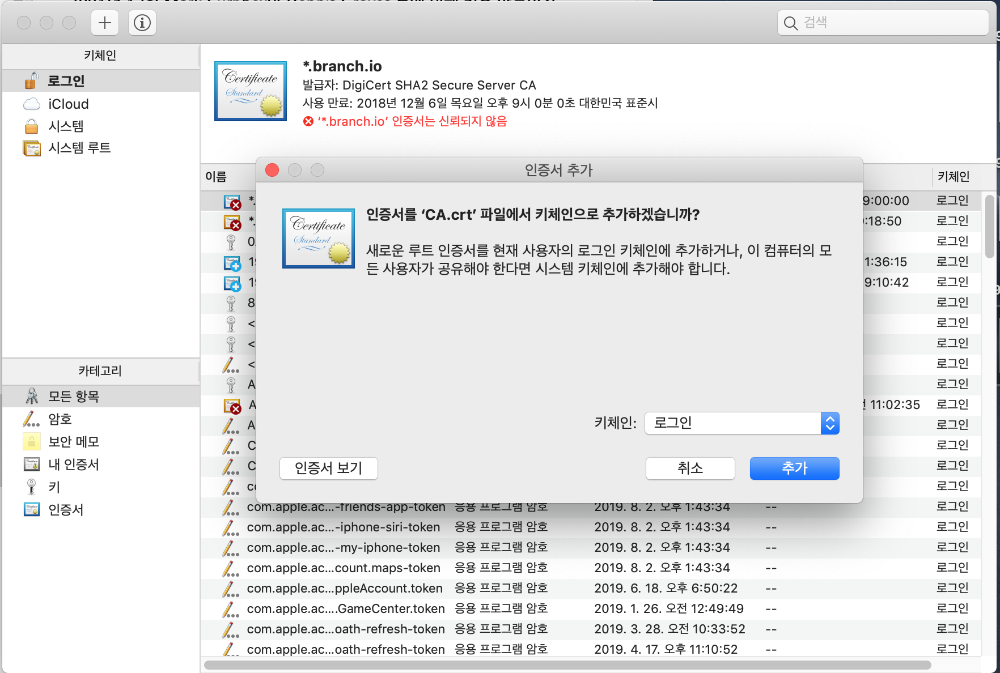 검색
키체인
로그인
iCloud
시스템
시스템 루트
*.branch.io
발급자: DigiCert SHA2 Secure Server CA
사용 만료: 2018년 12월 6일 목요일 오후 9시 0분 0초 대한민국 표준시
‘*.branch.io’ 인증서는 신뢰되지 않음
인증서 추가
인증서를 ‘CA.crt’ 파일에서 키체인으로 추가하겠습니까?
새로운 루트 인증서를 현재 사용자의 로그인 키체인에 추가하거나, 이 컴퓨터의 모
든 사용자가 공유해야 한다면 시스템 키체인에 추가해야 합니다.
키체인: 로그인
인증서 보기 취소 추가
이름 키체인
*. 9:00:00 로그인
*. :18:50 로그인
0. 로그인
19 1:36:15 로그인
19 9:10:42 로그인
8 로그인
< 로그인
< 로그인
< 로그인
A 로그인
A 11:02:35 로그인
A 로그인
C 로그인
C 로그인
co 로그인
com.apple.ac...-friends-app-token 응용 프로그램 암호 2019. 8. 2. 오후 1:43:34 -- 로그인
com.apple.ac...-iphone-siri-token 응용 프로그램 암호 2019. 8. 2. 오후 1:43:34 -- 로그인
com.apple.ac...-my-iphone-token 응용 프로그램 암호 2019. 8. 2. 오후 1:43:34 -- 로그인
com.apple.ac...count.maps-token 응용 프로그램 암호 2019. 8. 2. 오후 1:43:34 -- 로그인
com.apple.ac...ppleAccount.token 응용 프로그램 암호 2019. 6. 18. 오후 6:50:22 -- 로그인
com.apple.ac....GameCenter.token 응용 프로그램 암호 2019. 1. 26. 오전 12:49:49 -- 로그인
com.apple.ac...oath-refresh-token 응용 프로그램 암호 2019. 3. 28. 오전 10:33:52 -- 로그인
com.apple.ac...oath-refresh-token 응용 프로그램 암호 2019. 4. 17. 오후 11:10:52 -- 로그인
카테고리
모든 항목
암호
보안 메모
내 인증서
키
인증서
Certificate
Standard
Certificate
Standard